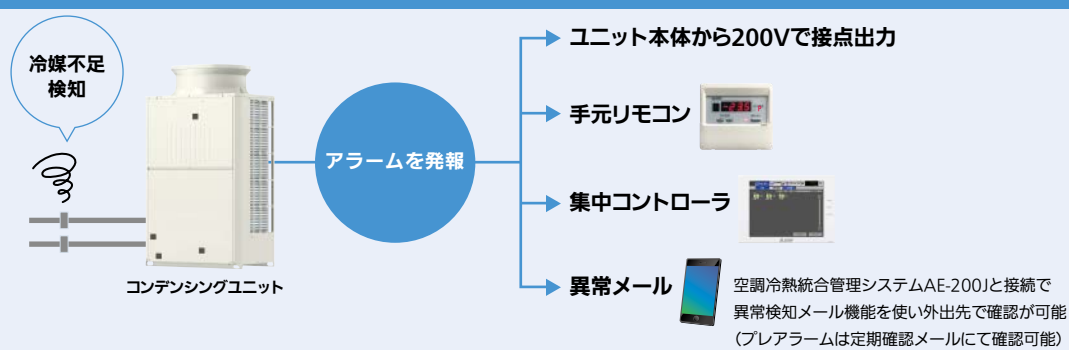 冷媒不足
検知
コンデンシングユニット
アラームを発報
ユニット本体から200Vで接点出力
手元リモコン
集中コントローラ
異常メール
空調冷熱統合管理システムAE-200Jと接続で
異常検知メール機能を使い外出先で確認が可能
（プレアラームは定期確認メールにて確認可能）